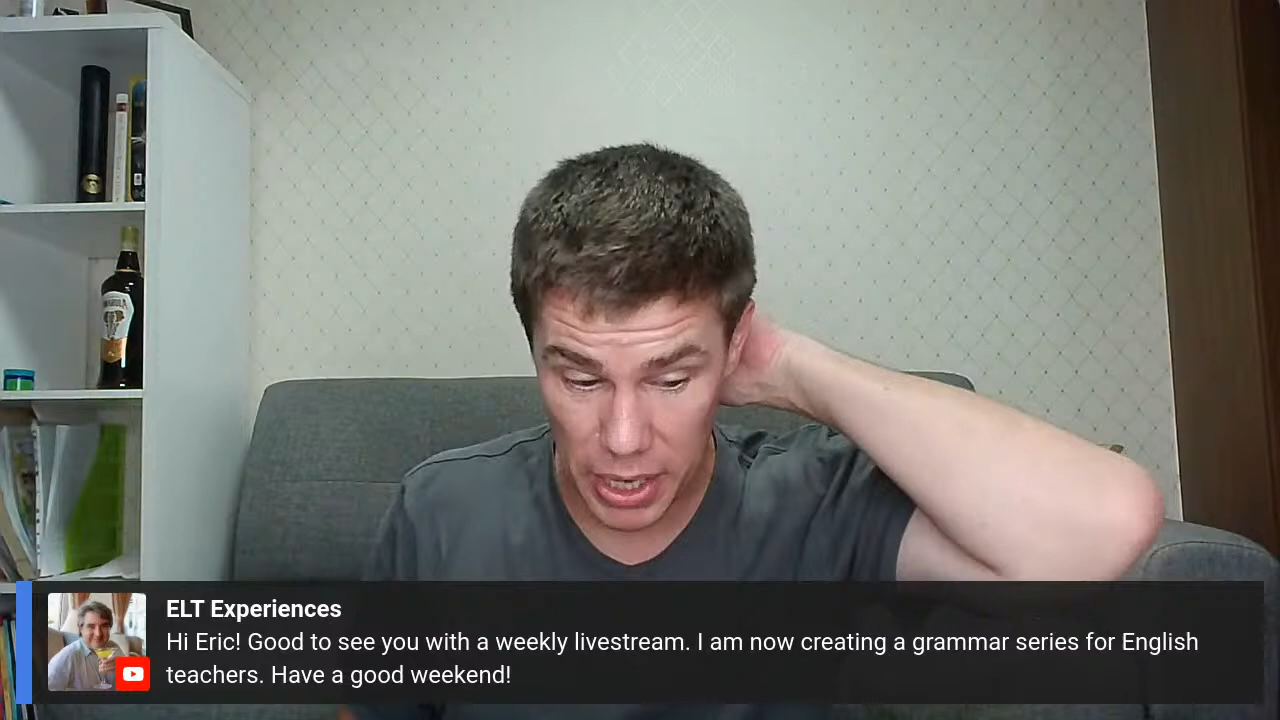 ELT Experiences
Hi Eric! Good to see you with a weekly livestream. I am now creating a grammar series for English
teachers. Have a good weekend!